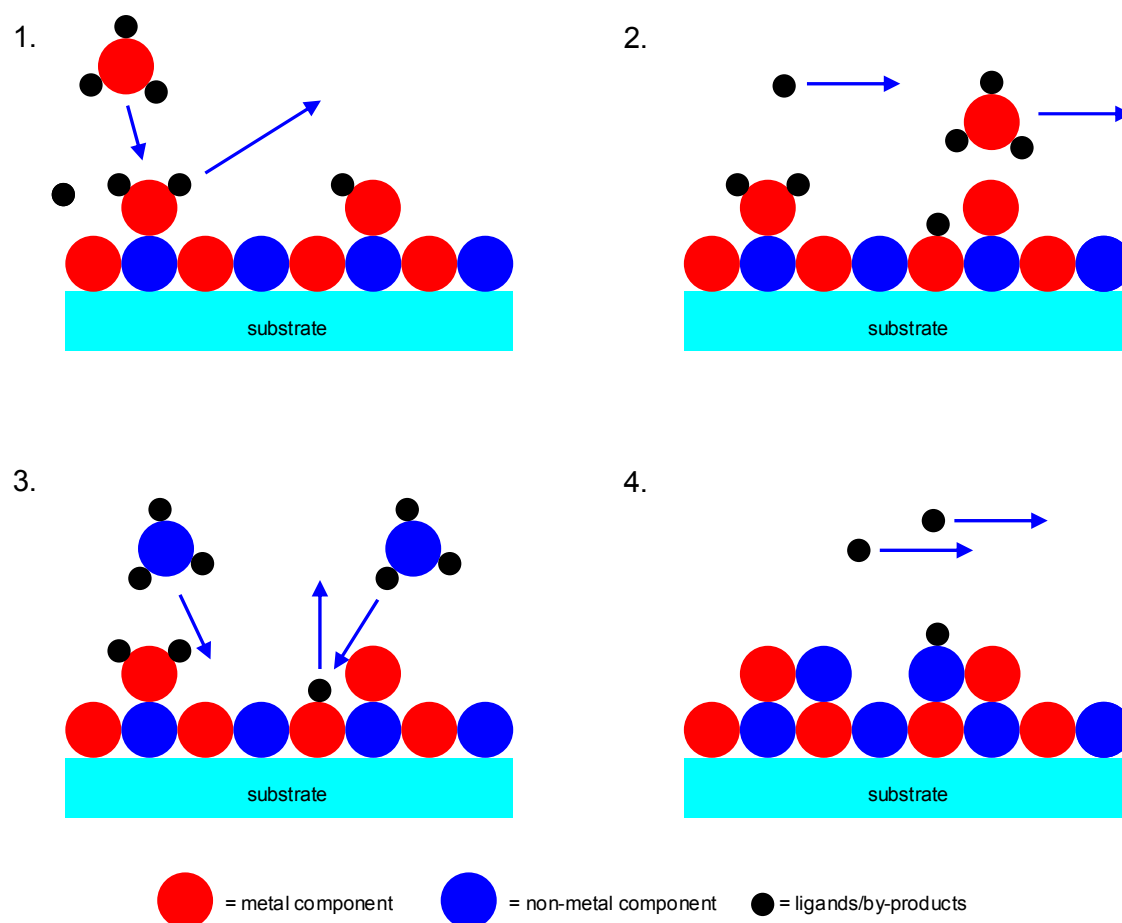 1.
2.
substrate
substrate
3.
4.
substrate
substrate
= metal component
= non-metal component
= ligands/by-products